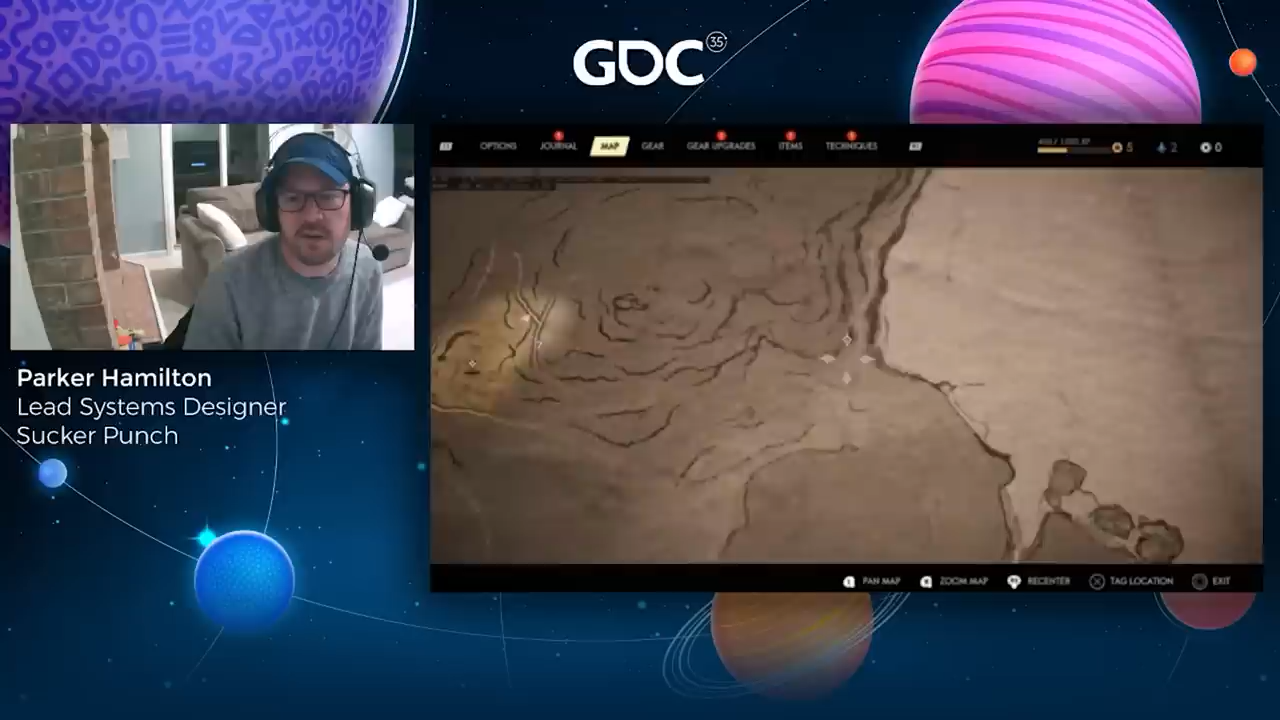 GDC 35
OPTIONS JOURNAL MAP GEAR GEAR UPGRADES ITEMS TECHNIQUES
5 2 0
Parker Hamilton
Lead Systems Designer
Sucker Punch
PAN MAP ZOOM MAP RECENTER TAG LOCATION EXIT